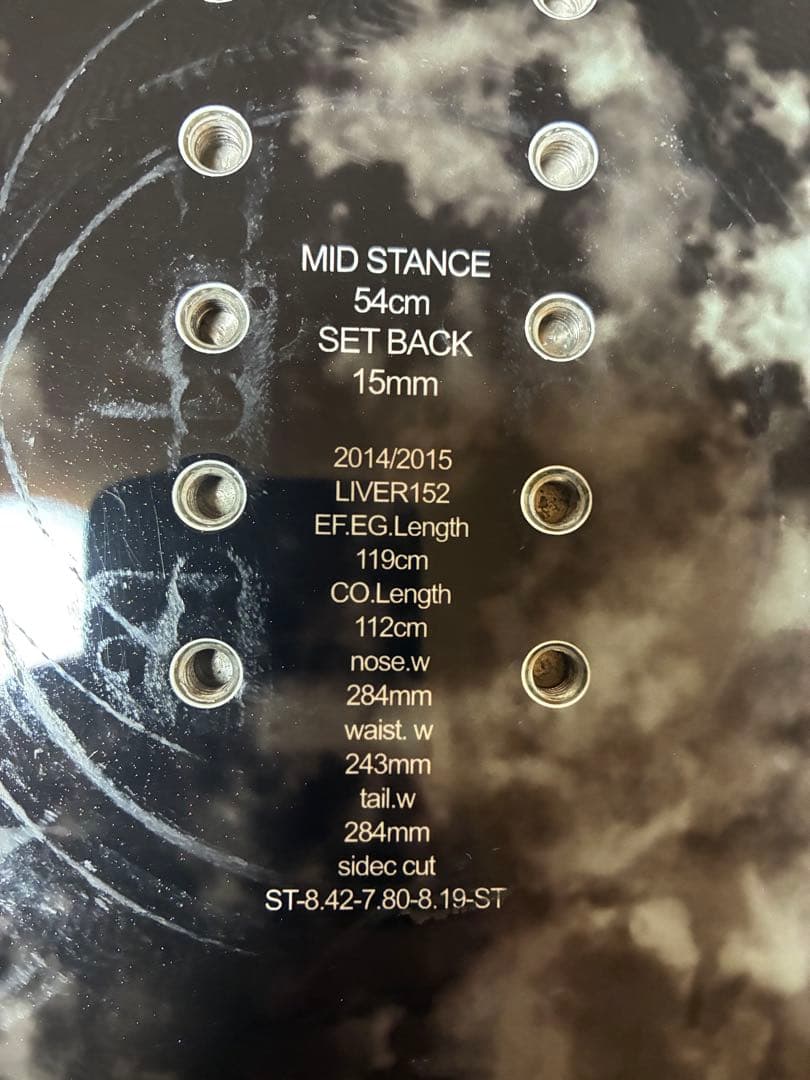 MID STANCE
54cm
SET BACK
15mm
2014/2015
LIVER152
EF.EG.Length
119cm
CO.Length
112cm
nose.w
284mm
waist. w
243mm
tail.w
284mm
sidec cut
ST-8.42-7.80-8.19-ST